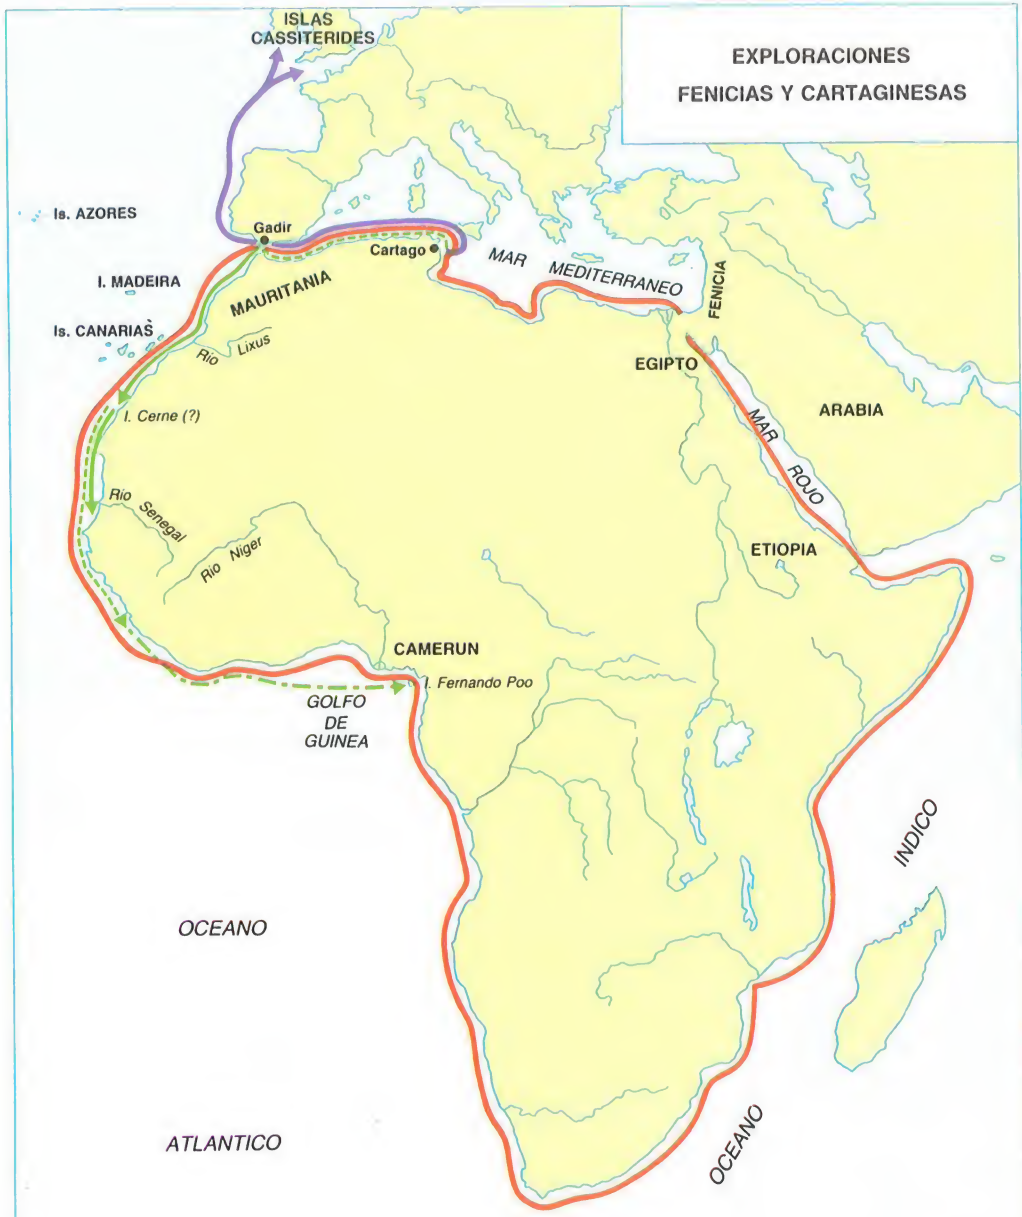 ISLAS
CASSITERIDES
EXPLORACIONES
FENICIAS Y CARTAGINESAS
Is. AZORES
Gadir
Cartago
MAR MEDITERRANEO
FENICIA
I. MADEIRA
MAURITANIA
Is. CANARIAS
Rio Lixus
EGIPTO
I. Cerne (?)
MAR ROJO
ARABIA
Rio Senegal
Rio Niger
ETIOPIA
CAMERUN
I. Fernando Poo
GOLFO
DE
GUINEA
OCEANO
INDICO
ATLANTICO
OCEANO